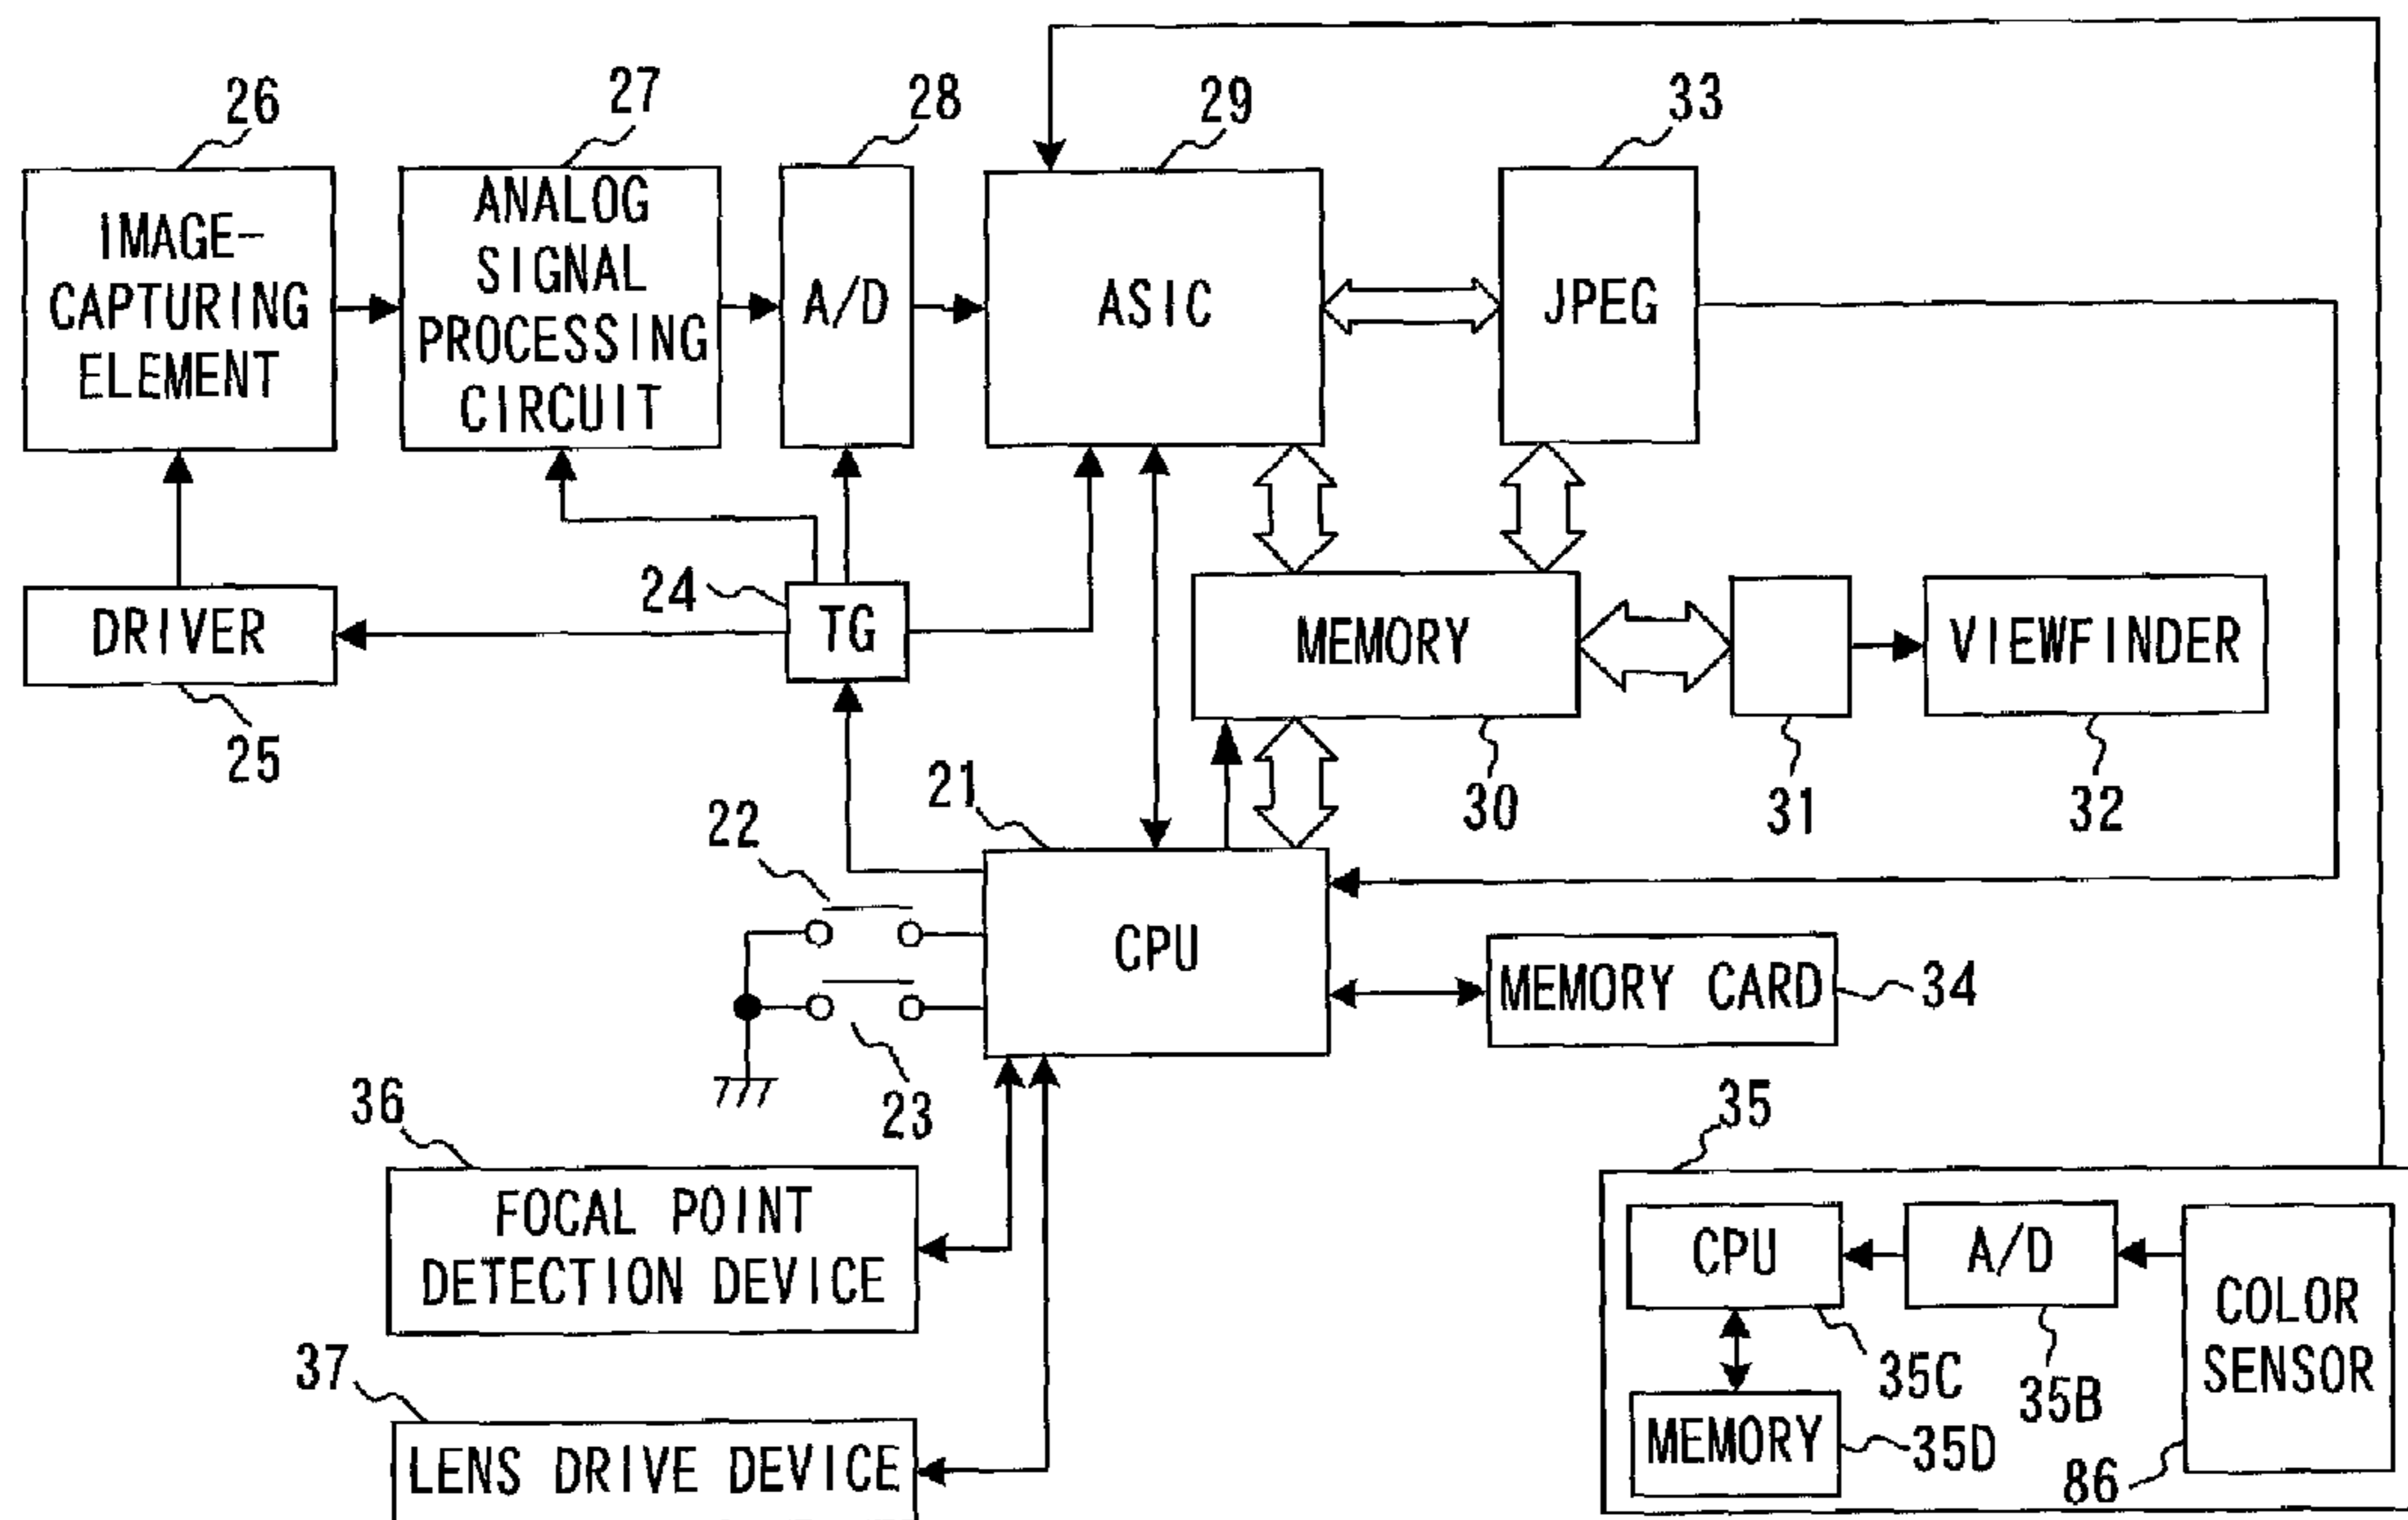 26
27
28
29
33
IMAGE-
CAPTURING
ELEMENT
ANALOG
SIGNAL
PROCESSING
CIRCUIT
A/D
ASIC
JPEG
24
TG
DRIVER
25
MEMORY
VIEWFINDER
30
31
32
21
22
CPU
23
MEMORY CARD
34
36
FOCAL POINT
DETECTION DEVICE
37
LENS DRIVE DEVICE
35
CPU
A/D
COLOR
SENSOR
35C
35B
MEMORY
35D
86